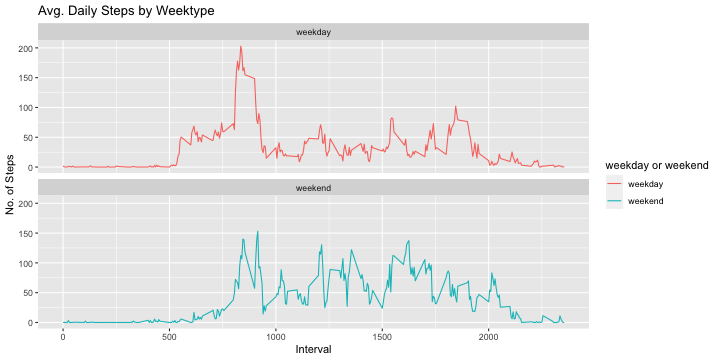 Avg. Daily Steps by Weektype
weekday
200
150
100
50
0
weekend
200
150
100
50
0
No. of Steps
0
500
1000
1500
2000
Interval
weekday or weekend
weekday
weekend